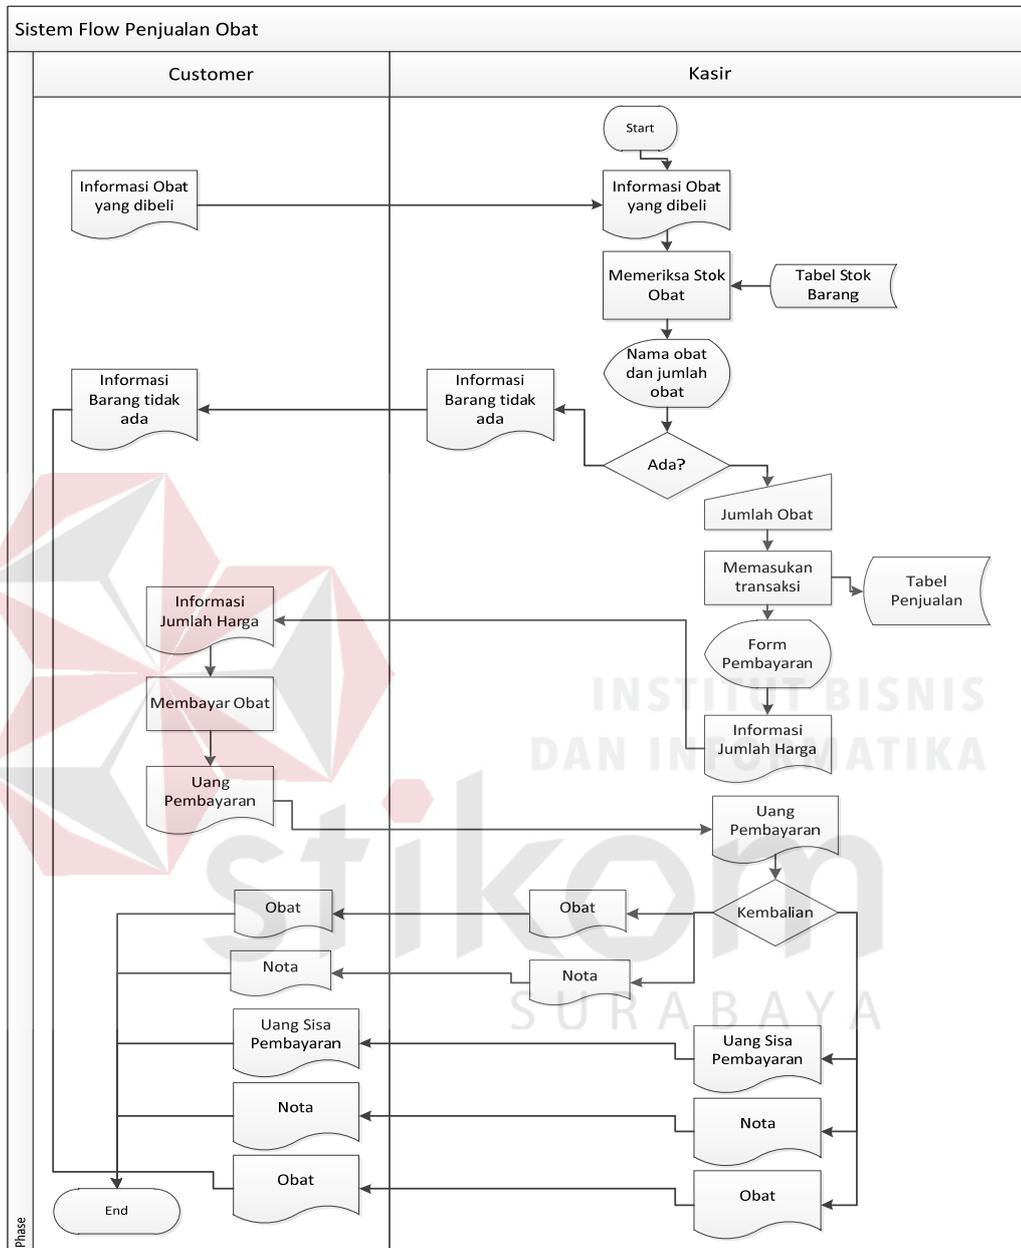 Sistem Flow Penjualan Obat
Customer
Kasir
Start
Informasi Obat
yang dibeli
Informasi Obat
yang dibeli
Memeriksa Stok
Obat
Tabel Stok
Barang
Nama obat
dan jumlah
obat
Informasi
Barang tidak
ada
Informasi
Barang tidak
ada
Ada?
Jumlah Obat
Memasukan
transaksi
Tabel
Penjualan
Informasi
Jumlah Harga
Form
Pembayaran
Membayar Obat
Informasi
Jumlah Harga
INSTITUT BISNIS
DAN INFORMATIKA
Uang
Pembayaran
Uang
Pembayaran
stikom
Kembalian
Obat
Obat
Nota
Nota
SURABAYA
Uang Sisa
Pembayaran
Uang Sisa
Pembayaran
Nota
Nota
Obat
Obat
End
Phase